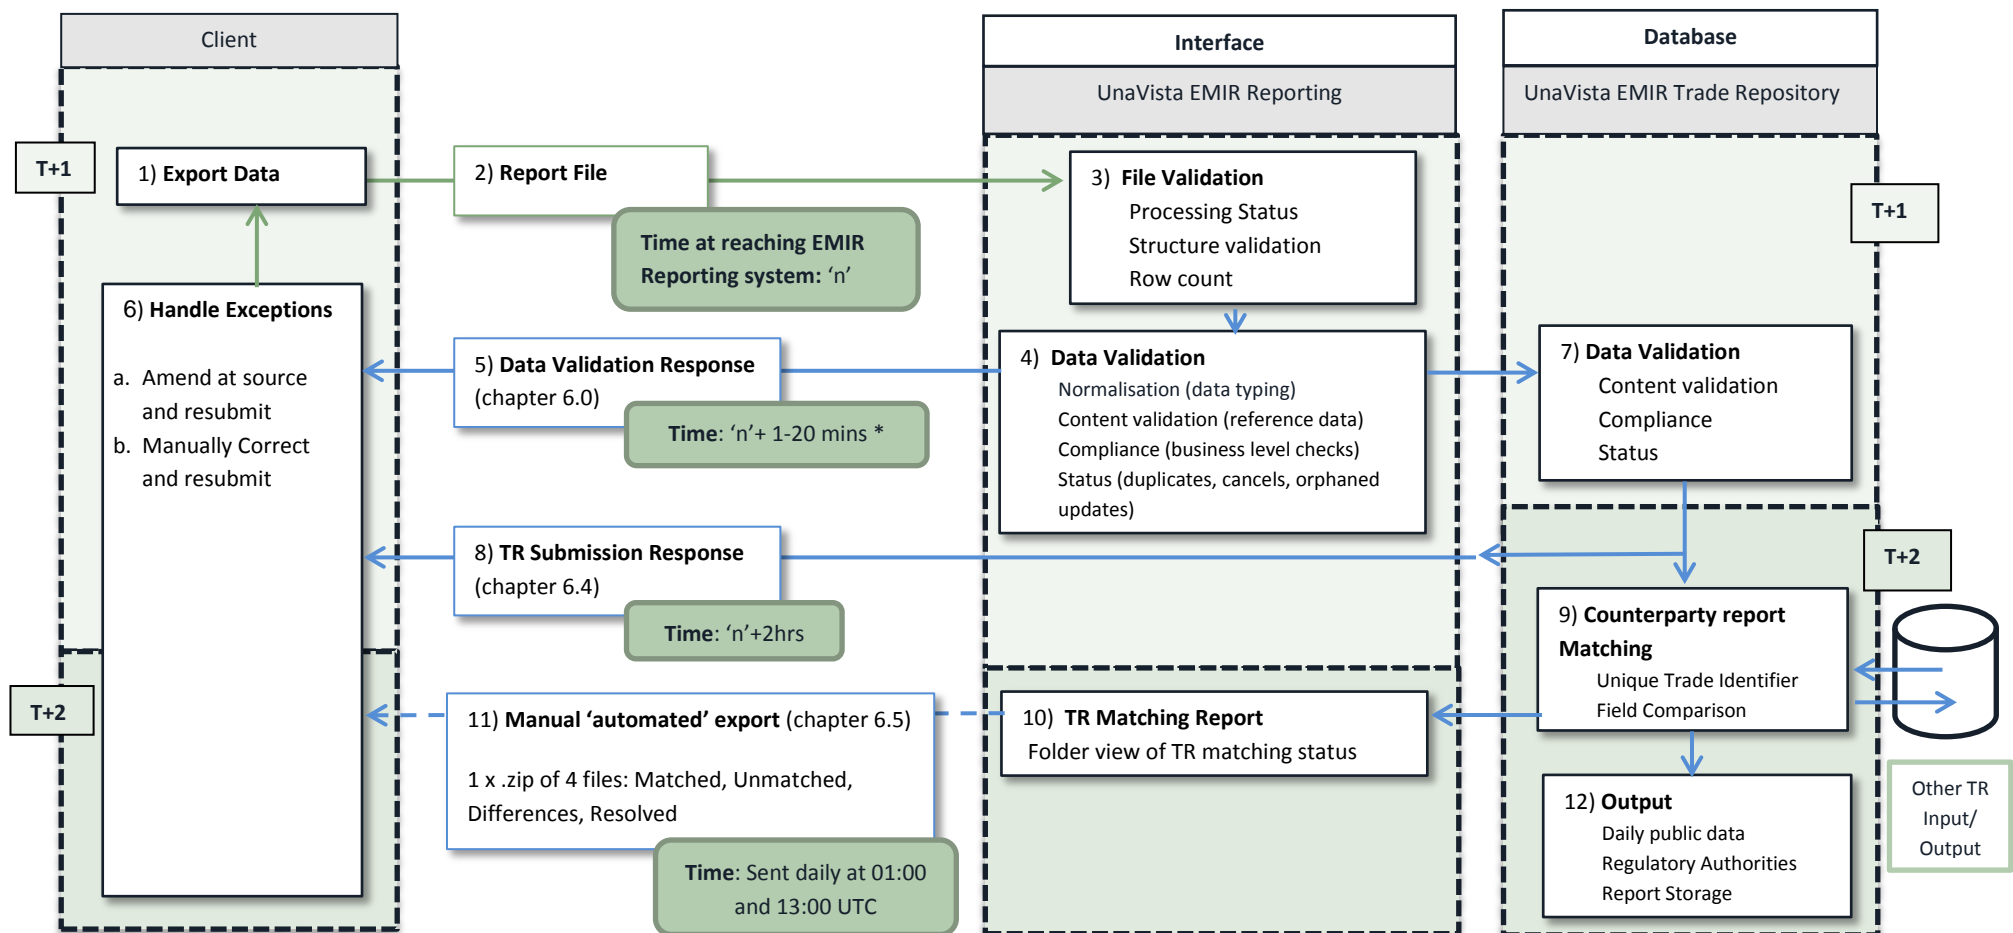 Client
Interface
Database
UnaVista EMIR Reporting
UnaVista EMIR Trade Repository
T+1
1) Export Data
2) Report File
Time at reaching EMIR
Reporting system: ‘n’
3) File Validation
Processing Status
Structure validation
Row count
T+1
6) Handle Exceptions
a. Amend at source
and resubmit
b. Manually Correct
and resubmit
5) Data Validation Response
(chapter 6.0)
Time: ‘n’+ 1-20 mins *
4) Data Validation
Normalisation (data typing)
Content validation (reference data)
Compliance (business level checks)
Status (duplicates, cancels, orphaned
updates)
7) Data Validation
Content validation
Compliance
Status
8) TR Submission Response
(chapter 6.4)
Time: ‘n’+2hrs
T+2
9) Counterparty report
Matching
Unique Trade Identifier
Field Comparison
T+2
11) Manual ‘automated’ export (chapter 6.5)
1 x .zip of 4 files: Matched, Unmatched,
Differences, Resolved
Time: Sent daily at 01:00
and 13:00 UTC
10) TR Matching Report
Folder view of TR matching status
12) Output
Daily public data
Regulatory Authorities
Report Storage
Other TR
Input/
Output